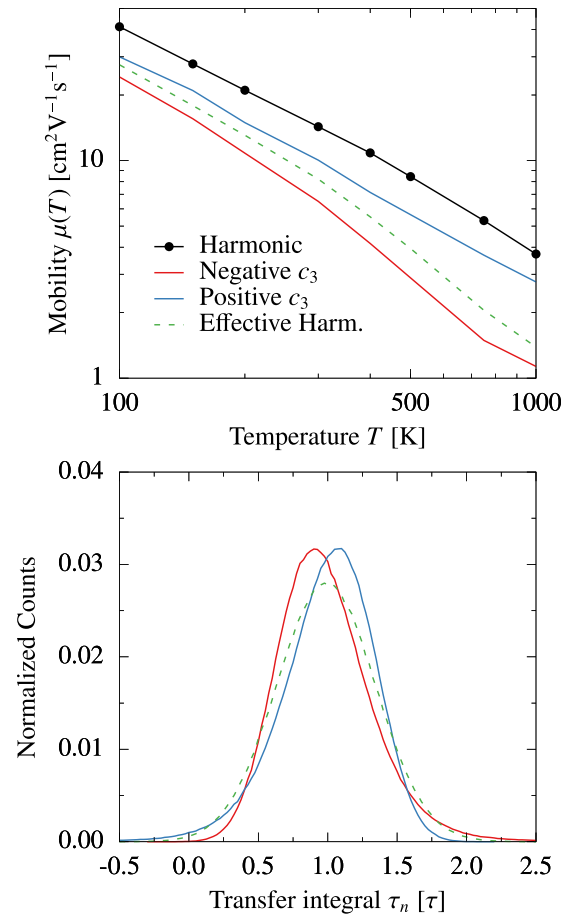 Mobility μ(T) [cm²V⁻¹s⁻¹]
10
1
Harmonic
Negative c₃
Positive c₃
Effective Harm.
100 500 1000
Temperature T [K]
Normalized Counts
0.04
0.03
0.02
0.01
0.00
-0.5 0.0 0.5 1.0 1.5 2.0 2.5
Transfer integral τₙ [τ]